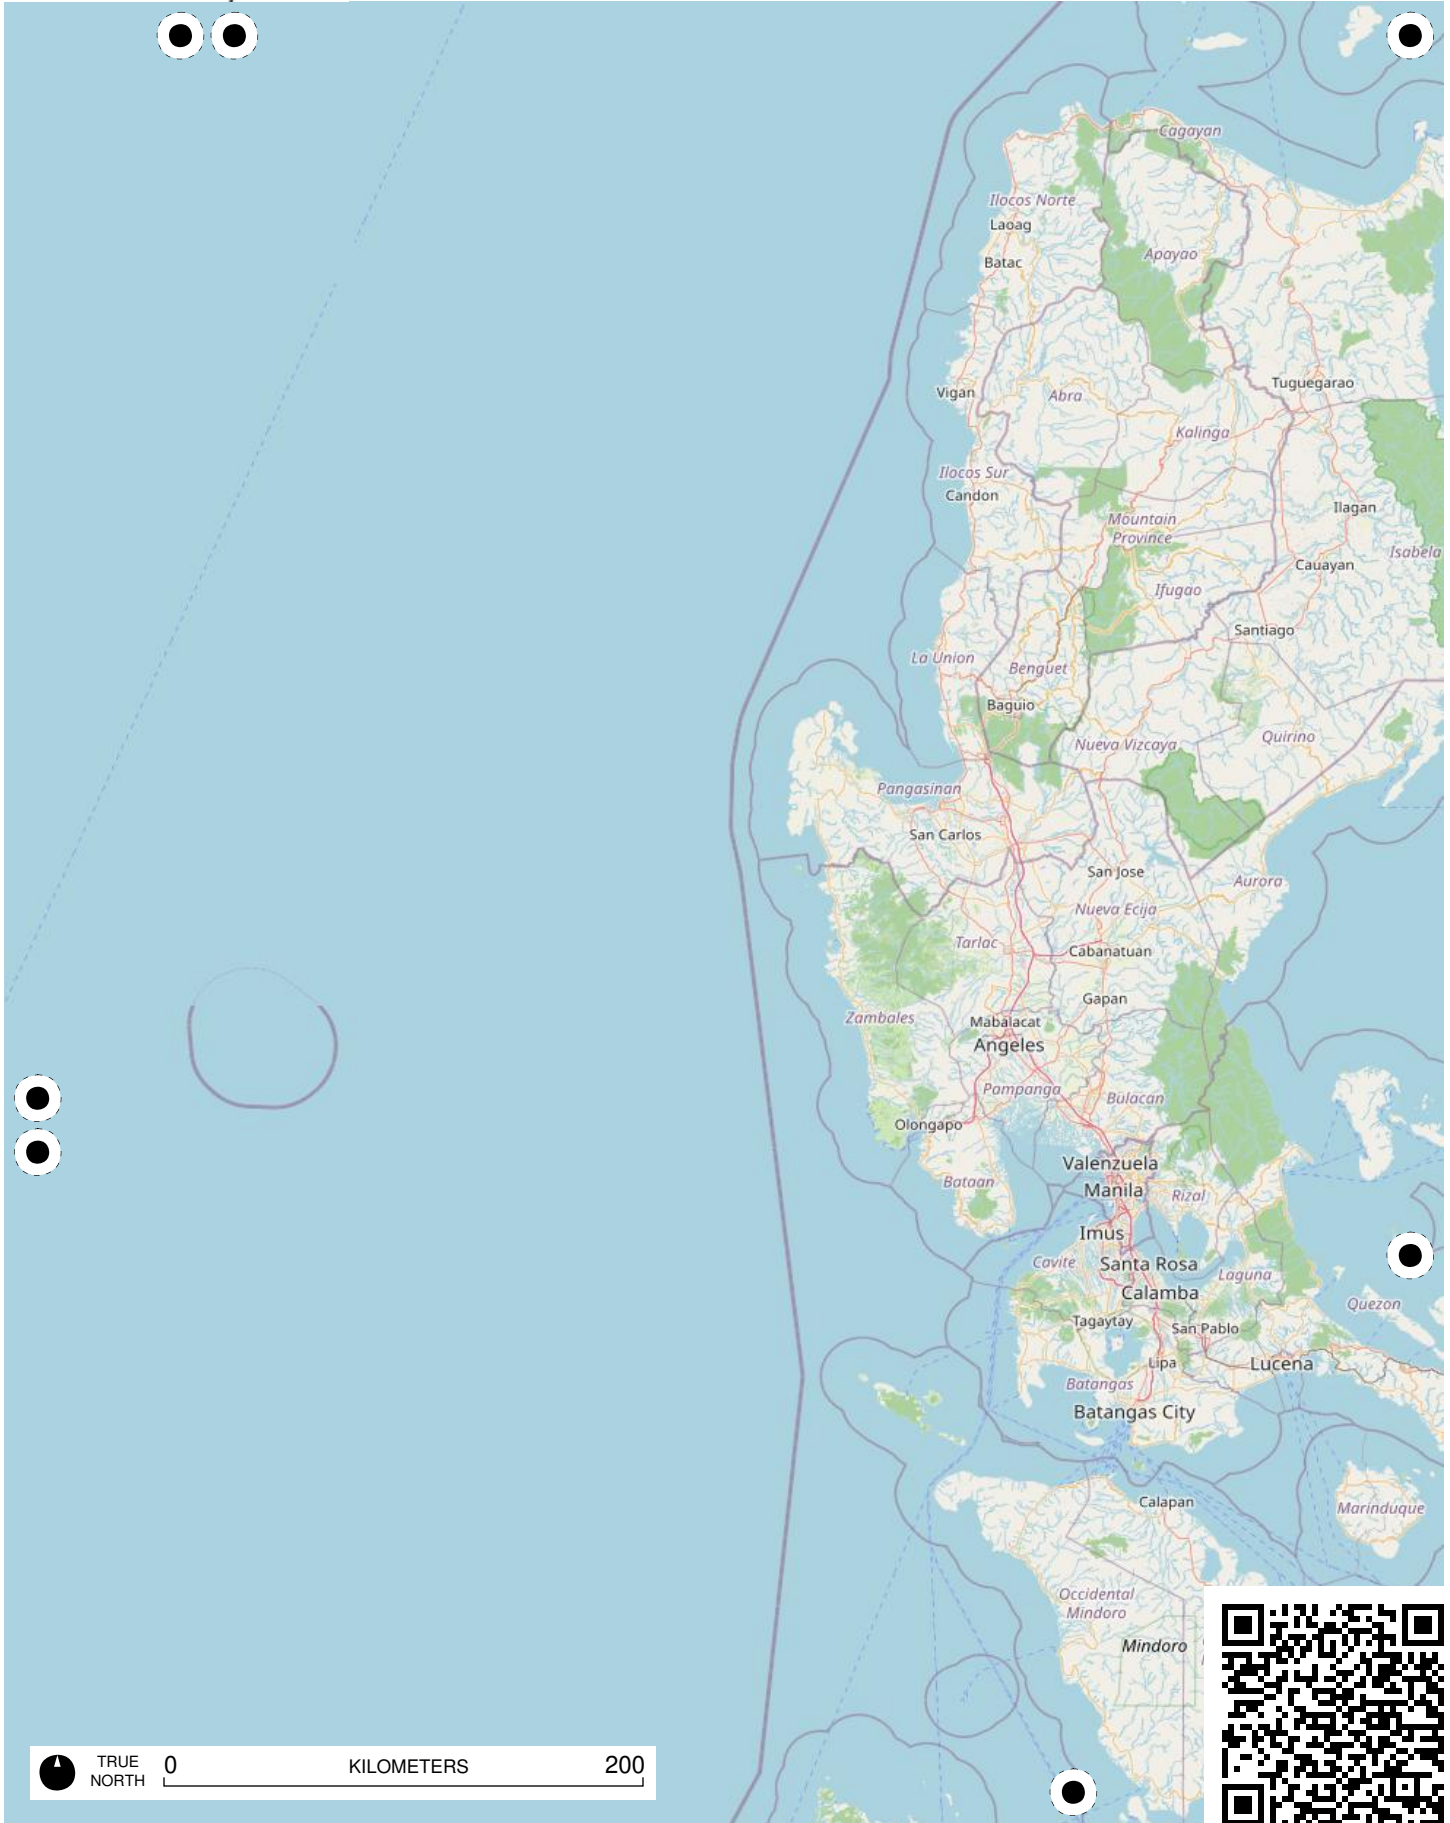 Cagayan
Ilocos Norte
Laoag
Apayao
Batac
Tuguegarao
Vigan
Abra
Kalinga
Ilocos Sur
Candon
Ilagan
Mountain
Province
Isabela
Cauayan
Ifugao
Santiago
La Union
Benguet
Baguio
Quirino
Nueva Vizcaya
Pangasinan
San Carlos
San Jose
Aurora
Nueva Ecija
Tarlac
Cabanatuan
Gapan
Zambales
Mabalacat
Angeles
Pampanga
Bulacan
Olongapo
Valenzuela
Bataan
Manila
Rizal
Imus
Cavite
Santa Rosa
Laguna
Calamba
Quezon
Tagaytay
San Pablo
Lipa
Lucena
Batangas
Batangas City
Calapan
Marinduque
Occidental
Mindoro
Mindoro
TRUE
NORTH
0 KILOMETERS 200